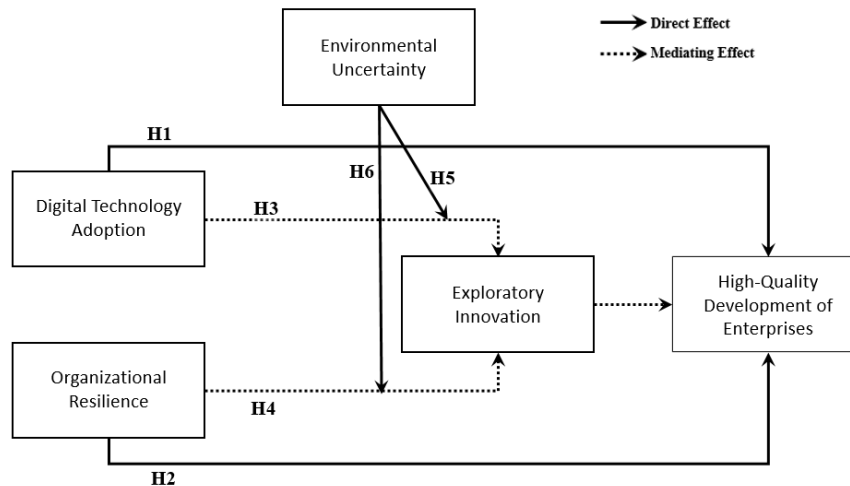 Environmental
Uncertainty
Direct Effect
Mediating Effect
H1
H6
H5
Digital Technology
Adoption
H3
Exploratory
Innovation
High-Quality
Development of
Enterprises
Organizational
Resilience
H4
H2